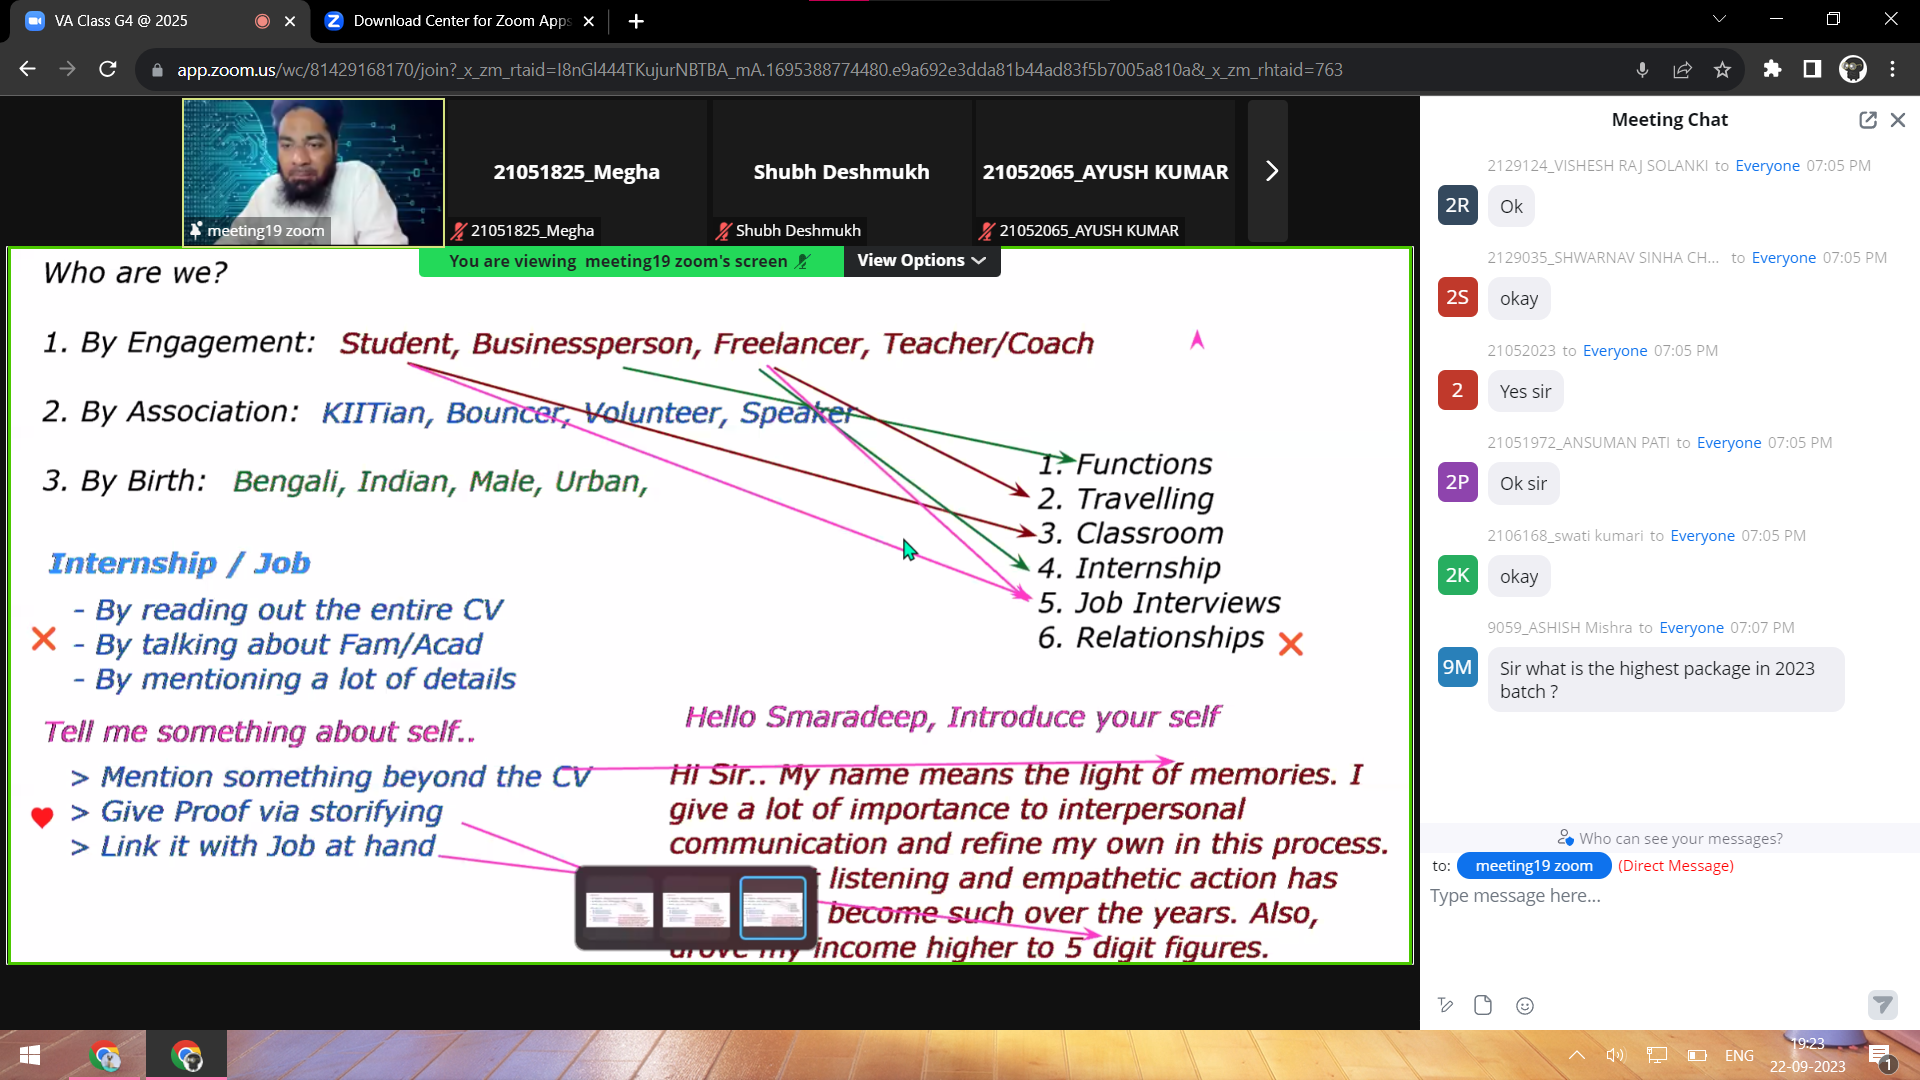 VA Class G4 @ 2025
Download Center for Zoom Apps
app.zoom.us/wc/81429168170/join?_x_zm_rtaid=I8nGl444TKujurNBTBA_mA.1695388774480.e9a692e3dda81b44ad83f5b7005a810a&_x_zm_rhtaid=763
meeting19 zoom
21051825_Megha
21051825_Megha
Shubh Deshmukh
Shubh Deshmukh
21052065_AYUSH KUMAR
21052065_AYUSH KUMAR
You are viewing meeting19 zoom's screen
View Options
Who are we?
1. By Engagement: Student, Businessperson, Freelancer, Teacher/Coach
2. By Association: KIITian, Bouncer, Volunteer, Speaker
3. By Birth: Bengali, Indian, Male, Urban,
1. Functions
2. Travelling
3. Classroom
4. Internship
5. Job Interviews
6. Relationships
Internship / Job
- By reading out the entire CV
- By talking about Fam/Acad
- By mentioning a lot of details
Tell me something about self..
> Mention something beyond the CV
> Give Proof via storifying
> Link it with Job at hand
Hello Smaradeep, Introduce your self
Hi Sir.. My name means the light of memories. I
give a lot of importance to interpersonal
communication and refine my own in this process.
listening and empathetic action has
become such over the years. Also,
drove my income higher to 5 digit figures.
Meeting Chat
2129124_VISHESH RAJ SOLANKI to Everyone 07:05 PM
2R
Ok
2129035_SHWARNAV SINHA CH... to Everyone 07:05 PM
2S
okay
21052023 to Everyone 07:05 PM
2
Yes sir
21051972_ANSUMAN PATI to Everyone 07:05 PM
2P
Ok sir
2106168_swati kumari to Everyone 07:05 PM
2K
okay
9059_ASHISH Mishra to Everyone 07:07 PM
9M
Sir what is the highest package in 2023
batch ?
Who can see your messages?
to: meeting19 zoom (Direct Message)
Type message here...
ENG
19:23
22-09-2023
1